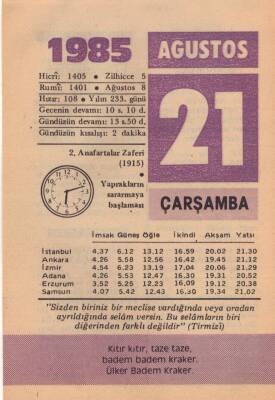 1985
AĞUSTOS
21
ÇARŞAMBA
Hicrî: 1405 • Zilhicce 5
Rumî: 1401 • Ağustos 8
Hızır: 108 • Yılın 233. günü
Gecenin devamı: 10 s. 10 d.
Gündüzün devamı: 13 s.50 d.
Gündüzün kısalışı: 2 dakika
2. Anafartalar Zaferi
(1915)
•
Yaprakların
sararmaya
başlaması
İmsak Güneş Öğle İkindi Akşam Yatsı
İstanbul 4,37 6.12 13,12 16,59 20.02 21.30
Ankara 4,26 5.58 12.56 16,42 19.45 21,12
İzmir 4,54 6.23 13.19 17,04 20.06 21.29
Adana 4,26 5.53 12.47 16,30 19.31 20.51
Erzurum 3,52 5.25 12.23 16,09 19.12 20.38
Samsun 4,07 5.42 12.43 16.30 19.34 21,02
"Sizden biriniz bir meclise vardığında veya oradan
ayrıldığında selâm versin. Bu selâmların biri
diğerinden farklı değildir" (Tirmizî)
Kıtır kıtır, taze taze,
badem badem kraker.
Ülker Badem Kraker.